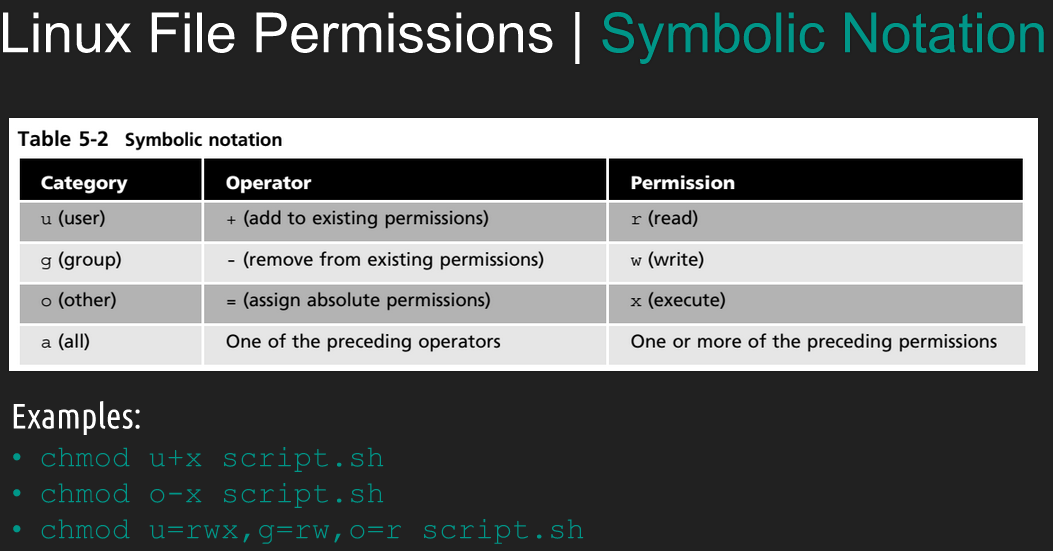 Linux File Permissions | Symbolic Notation
Table 5-2 Symbolic notation
Category Operator Permission
u (user) + (add to existing permissions) r (read)
g (group) - (remove from existing permissions) w (write)
o (other) = (assign absolute permissions) x (execute)
a (all) One of the preceding operators One or more of the preceding permissions
Examples:
• chmod u+x script.sh
• chmod o-x script.sh
• chmod u=rwx,g=rw,o=r script.sh